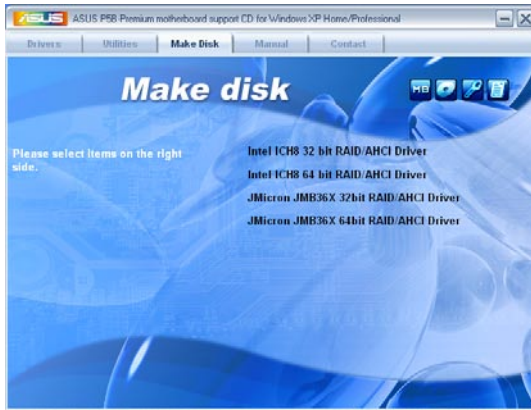 ASUS ASUS P5B Premium motherboard support CD for Windows XP Home/Professional
Drivers Utilities Make Disk Manual Contact
Make disk
MB
Please select items on the right
side.
Intel ICH8 32 bit RAID/AHCI Driver
Intel ICH8 64 bit RAID/AHCI Driver
JMicron JMB36X 32bit RAID/AHCI Driver
JMicron JMB36X 64bit RAID/AHCI Driver